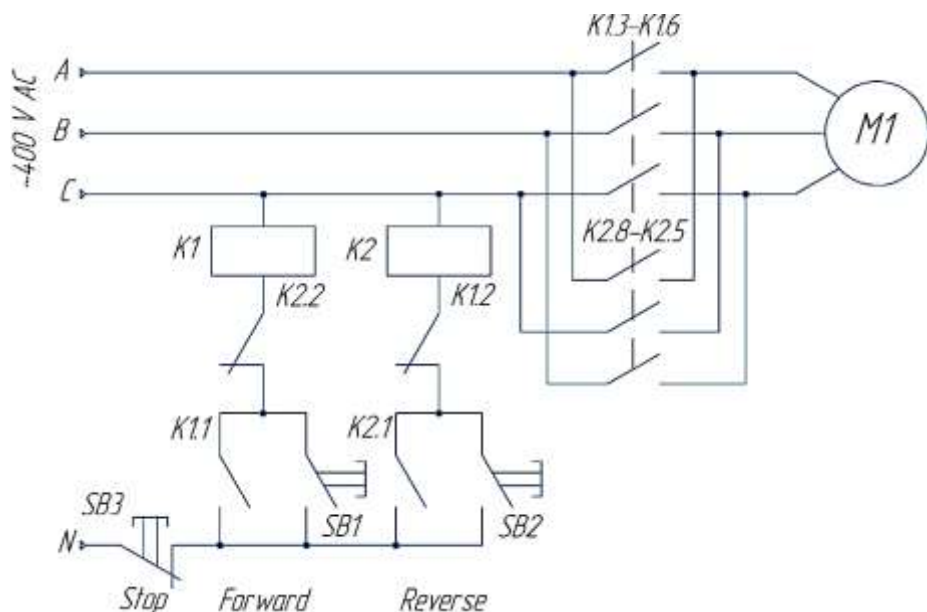 K1.3–K1.6
A
~400 V AC
B
M1
C
K1
K2
K2.8–K2.5
K2.2
K1.2
K1.1
K2.1
SB3
SB1
SB2
N
Stop
Forward
Reverse